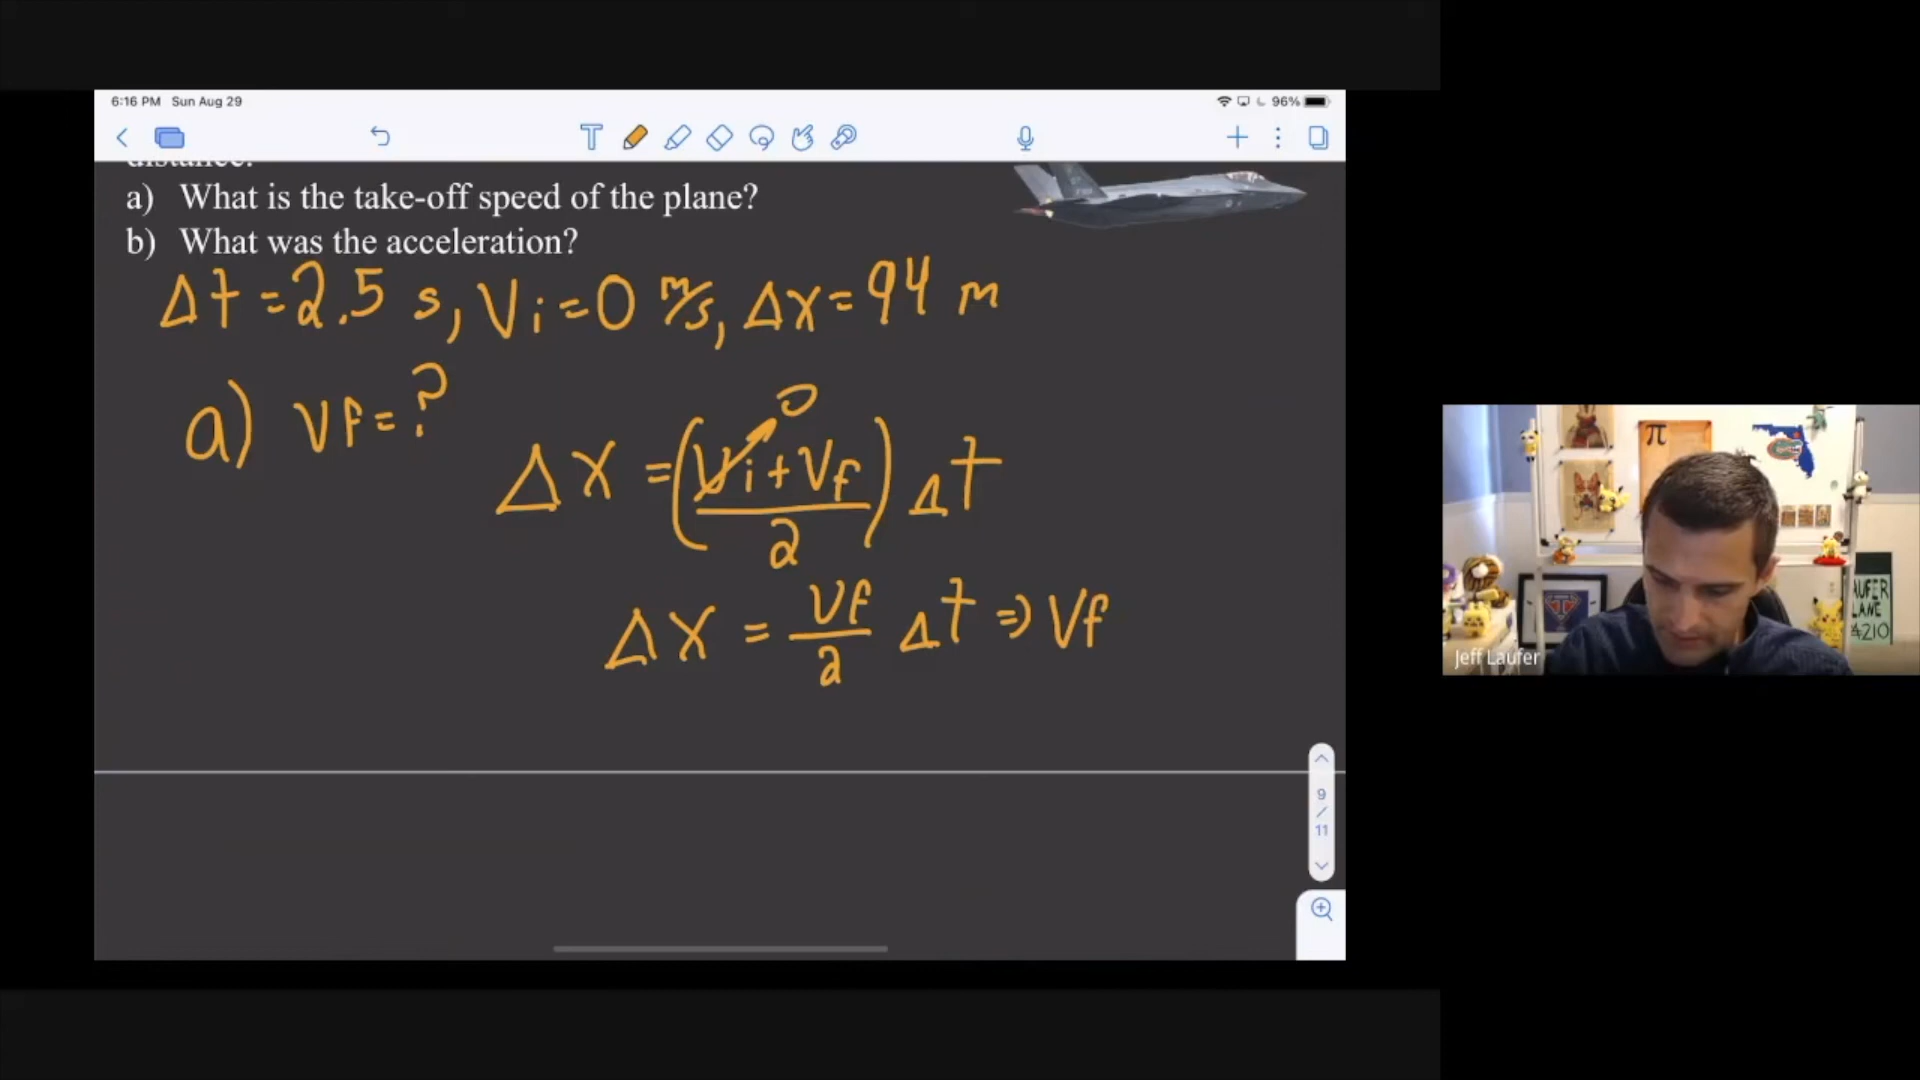 6:16 PM Sun Aug 29
96%
distance.
a) What is the take-off speed of the plane?
b) What was the acceleration?
Δt = 2.5 s, Vi = 0 m/s, Δx = 94 m
a) Vf = ?
0
Δx = (Vi + Vf / 2) Δt
Δx = Vf / 2 Δt ⇒ Vf
9
/
11
π
AUFER
LANE
4210
Jeff Laufer